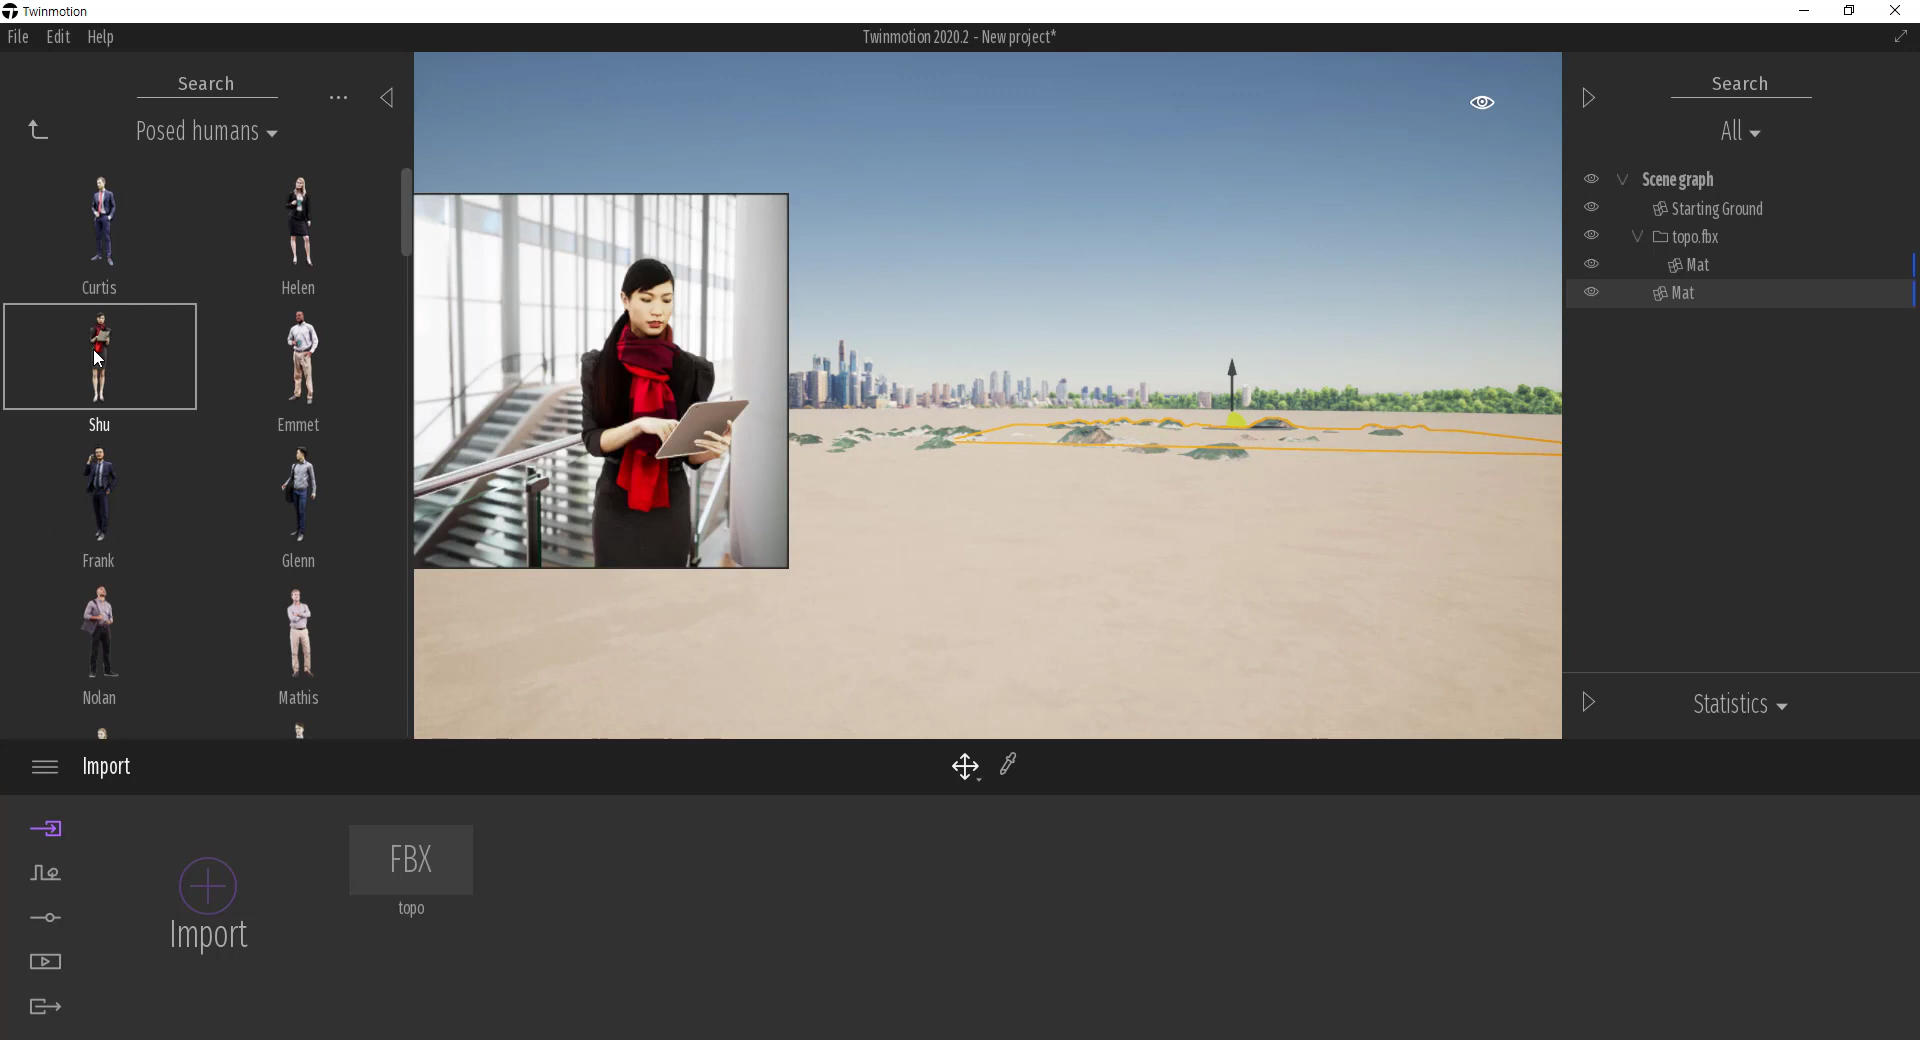 Twinmotion
File Edit Help
Twinmotion 2020.2 - New project*
Search
Posed humans
Curtis
Helen
Shu
Emmet
Frank
Glenn
Nolan
Mathis
Search
All
Scene graph
Starting Ground
topo.fbx
Mat
Mat
Statistics
Import
Import
FBX
topo